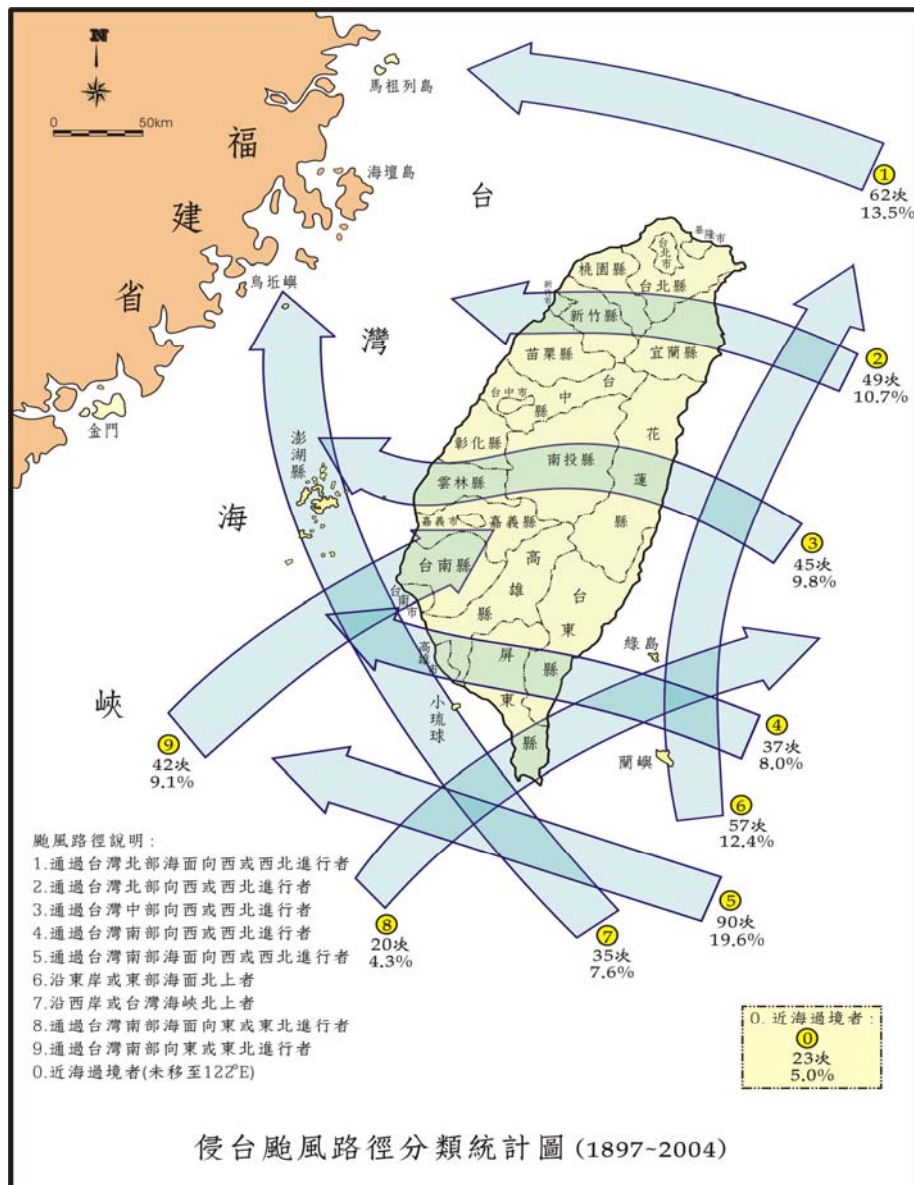 N
0 50km
馬祖列島
福
建
省
海壇島
台
灣
海
峽
①
62次
13.5%
基隆市
台北市
桃園縣
台北縣
烏坵嶼
新竹市
新竹縣
②
49次
10.7%
苗栗縣
宜蘭縣
台中市
台
中
縣
花
蓮
縣
金門
澎湖縣
彰化縣
南投縣
雲林縣
嘉義市
嘉義縣
③
45次
9.8%
台南縣
高
雄
縣
台
東
縣
台南市
綠島
高雄市
屏
東
縣
小琉球
④
37次
8.0%
⑨
42次
9.1%
蘭嶼
⑥
57次
12.4%
⑤
90次
19.6%
⑧
20次
4.3%
⑦
35次
7.6%
颱風路徑說明：
1.通過台灣北部海面向西或西北進行者
2.通過台灣北部向西或西北進行者
3.通過台灣中部向西或西北進行者
4.通過台灣南部向西或西北進行者
5.通過台灣南部海面向西或西北進行者
6.沿東岸或東部海面北上者
7.沿西岸或台灣海峽北上者
8.通過台灣南部海面向東或東北進行者
9.通過台灣南部向東或東北進行者
0.近海過境者(未移至122°E)
0. 近海過境者：
0
23次
5.0%
侵台颱風路徑分類統計圖 (1897~2004)